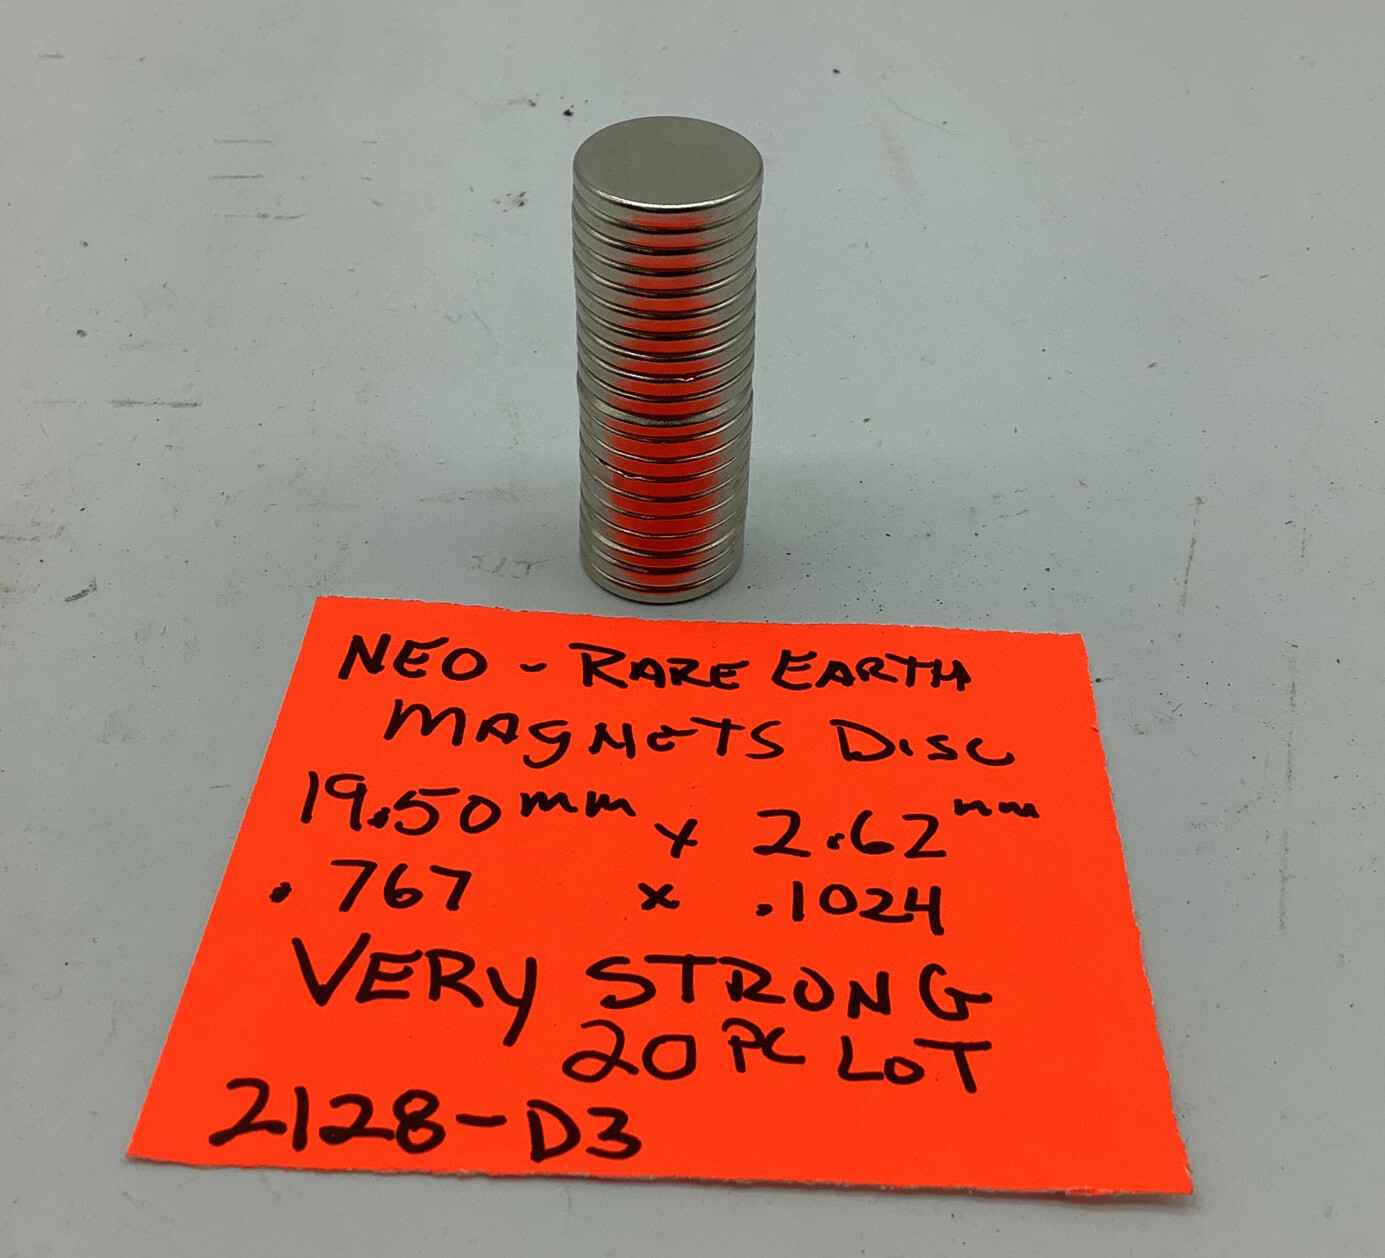 NEO - RARE EARTH
MAGNETS DISC
19.50mm x 2.62mm
.767 x .1024
VERY STRONG
20 PC LOT
2128-D3